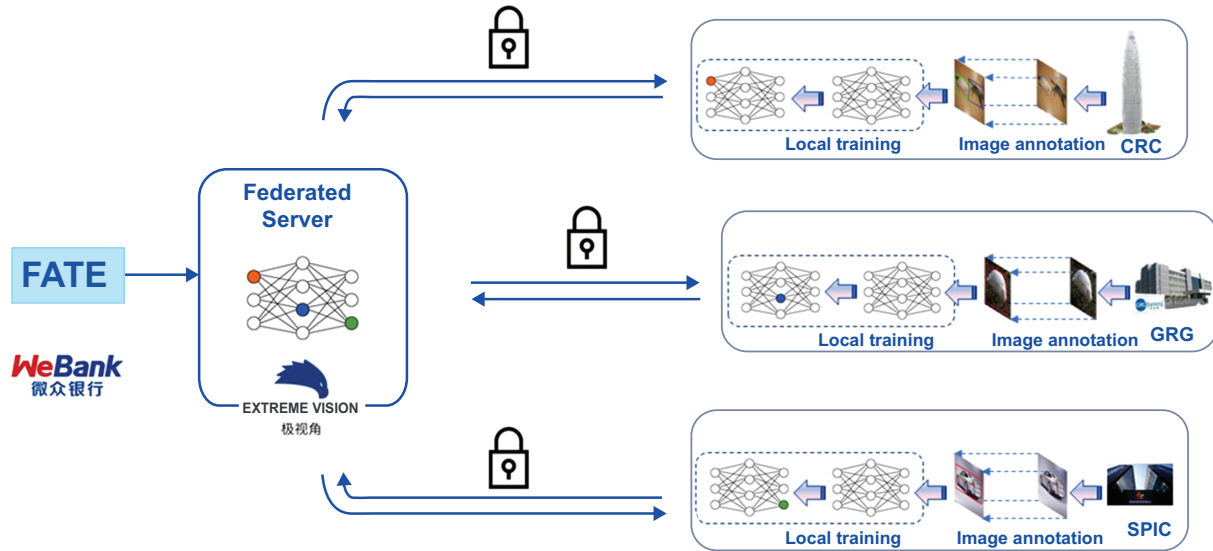 FATE
WeBank
微众银行
Federated
Server
EXTREME VISION
极视角
Local training
Image annotation
CRC
Local training
Image annotation
GRG
Local training
Image annotation
SPIC